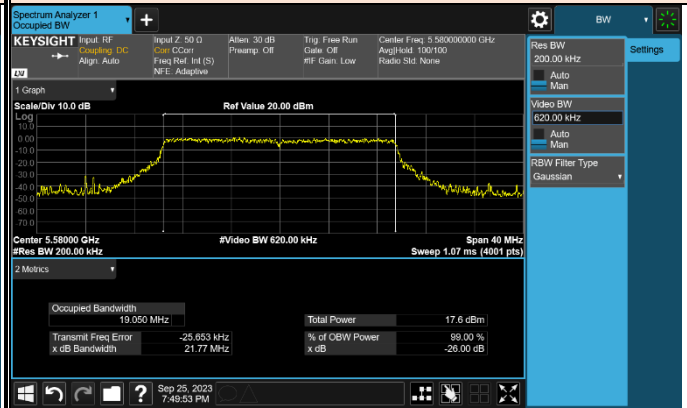 Spectrum Analyzer 1
Occupied BW
+
BW
KEYSIGHT
Input: RF
Coupling: DC
Align: Auto
Input Z: 50 Ω
Corr CCorr
Freq Ref: Int (S)
NFE: Adaptive
Atten: 30 dB
Preamp: Off
Trig: Free Run
Gate: Off
#IF Gain: Low
Center Freq: 5.580000000 GHz
Avg|Hold: 100/100
Radio Std: None
LXI
Res BW
200.00 kHz
Auto
Man
Video BW
620.00 kHz
Auto
Man
RBW Filter Type
Gaussian
Settings
1 Graph
Scale/Div 10.0 dB
Ref Value 20.00 dBm
Log
10.0
0.00
-10.0
-20.0
-30.0
-40.0
-50.0
-60.0
-70.0
Center 5.58000 GHz
#Video BW 620.00 kHz
Span 40 MHz
#Res BW 200.00 kHz
Sweep 1.07 ms (4001 pts)
2 Metrics
Occupied Bandwidth
19.050 MHz
Total Power 17.6 dBm
Transmit Freq Error -25.653 kHz
% of OBW Power 99.00 %
x dB Bandwidth 21.77 MHz
x dB -26.00 dB
?
Sep 25, 2023
7:49:53 PM